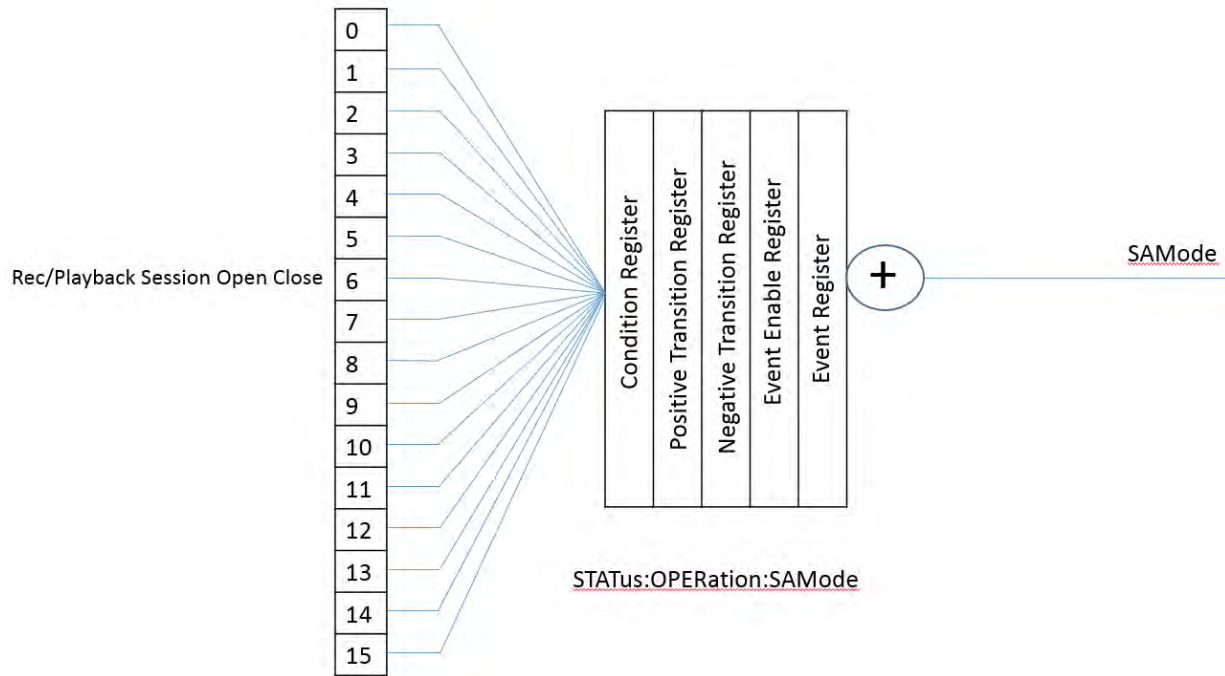 0
1
2
3
4
5
Rec/Playback Session Open Close
6
7
8
9
10
11
12
13
14
15
Condition Register
Positive Transition Register
Negative Transition Register
Event Enable Register
Event Register
+
SAMode
STATus:OPERation:SAMode